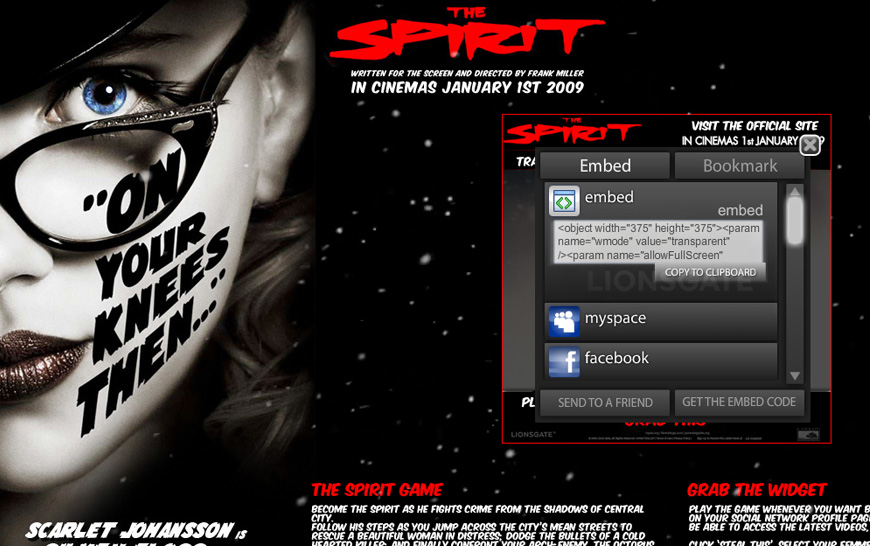 THE
SPIRIT
WRITTEN FOR THE SCREEN AND DIRECTED BY FRANK MILLER
IN CINEMAS JANUARY 1ST 2009
"ON
YOUR
KNEES
THEN..."
THE
SPIRIT
VISIT THE OFFICIAL SITE
IN CINEMAS 1st JANUARY 9
TRA
Embed
Bookmark
embed
embed
<object width="375" height="375"><param
name="wmode" value="transparent"
/><param name="allowFullScreen"
COPY TO CLIPBOARD
LIONSGATE
myspace
facebook
PL
SEND TO A FRIEND
GET THE EMBED CODE
LIONSGATE
SCARLET JOHANSSON IS
THE SPIRIT GAME
BECOME THE SPIRIT AS HE FIGHTS CRIME FROM THE SHADOWS OF CENTRAL
CITY.
FOLLOW HIS STEPS AS YOU JUMP ACROSS THE CITY'S MEAN STREETS TO
RESCUE A BEAUTIFUL WOMAN IN DISTRESS; DODGE THE BULLETS OF A COLD
HEARTED KILLER; AND FINALLY CONFRONT YOUR ARCH-ENEMY, THE OCTOPUS
GRAB THE WIDGET
PLAY THE GAME WHENEVER YOU WANT B
ON YOUR SOCIAL NETWORK PROFILE PAG
BE ABLE TO ACCESS THE LATEST VIDEOS,
CLICK 'STEAL THIS', SELECT YOUR FEMME